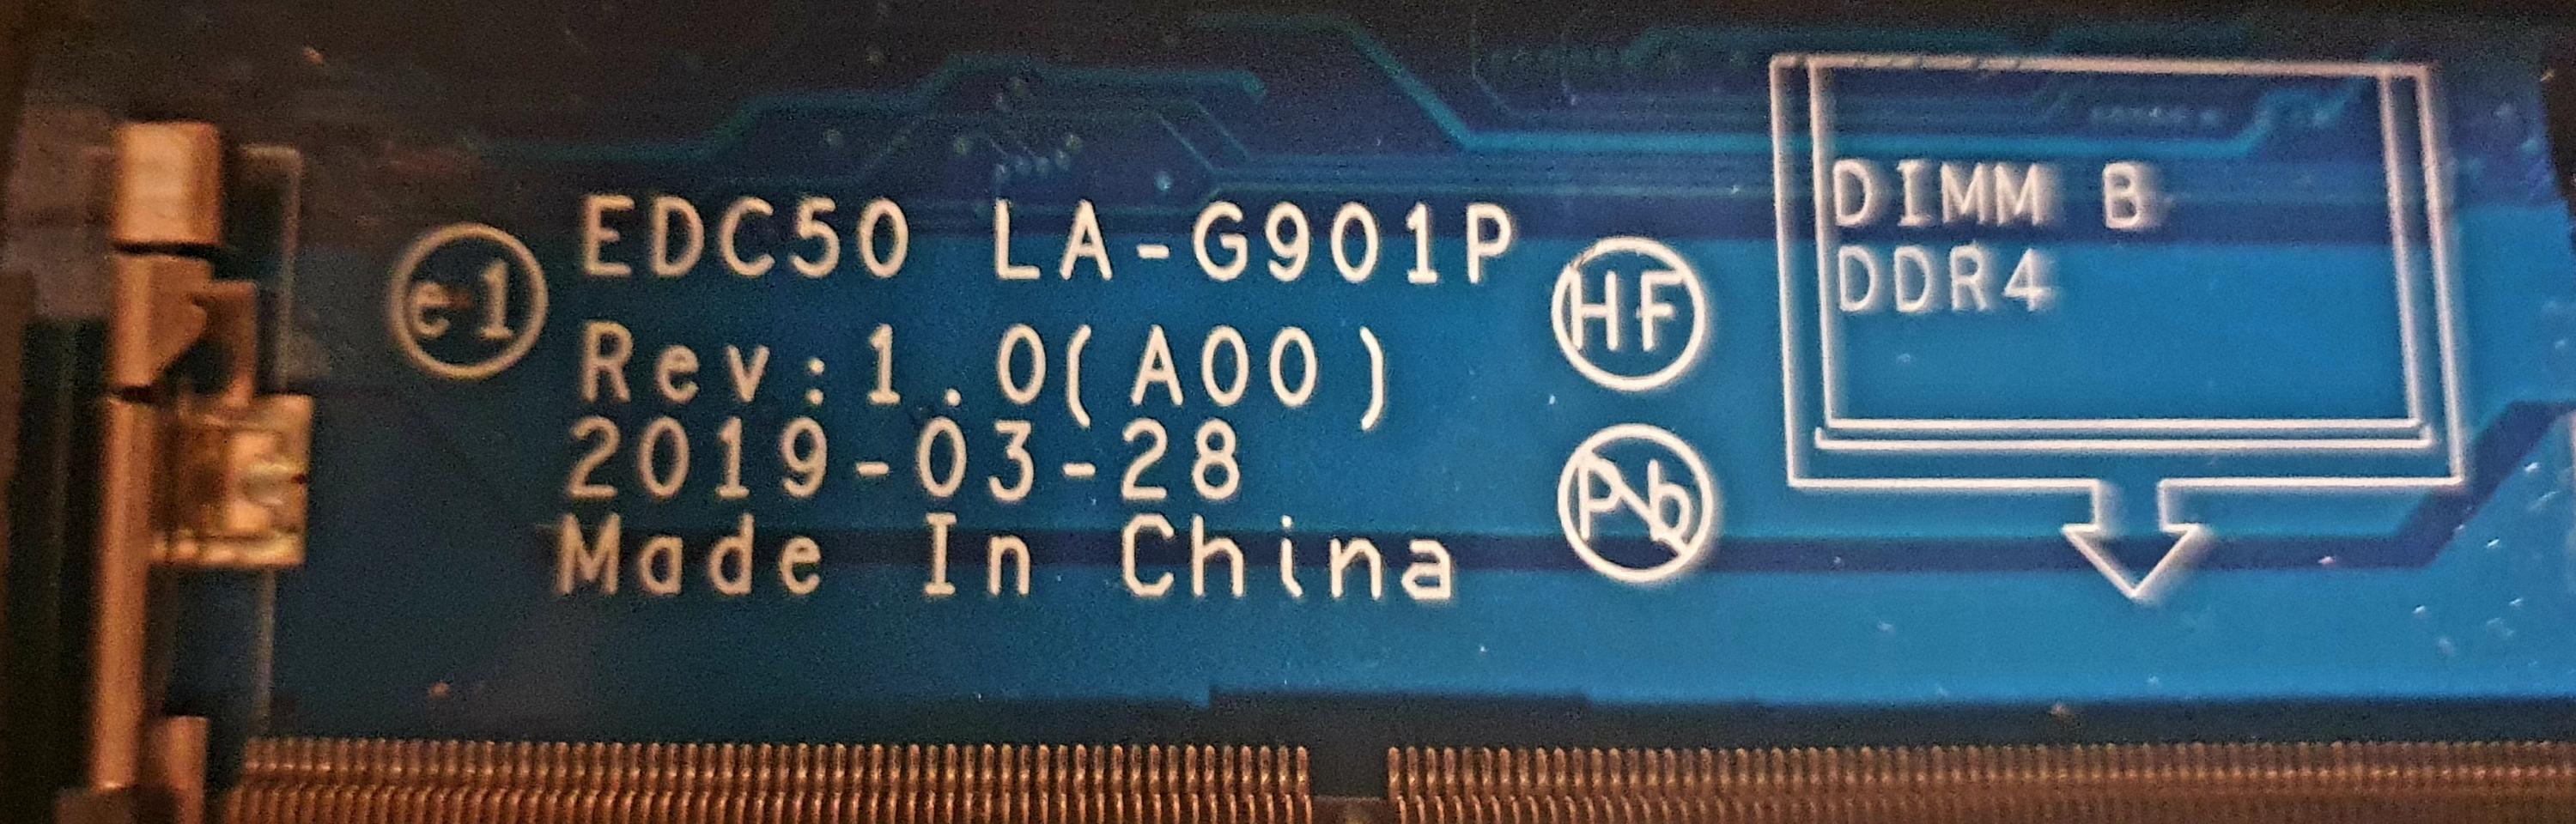 e1
EDC50 LA-G901P
Rev:1.0(A00)
2019-03-28
Made In China
HF
Pb
DIMM B
DDR4